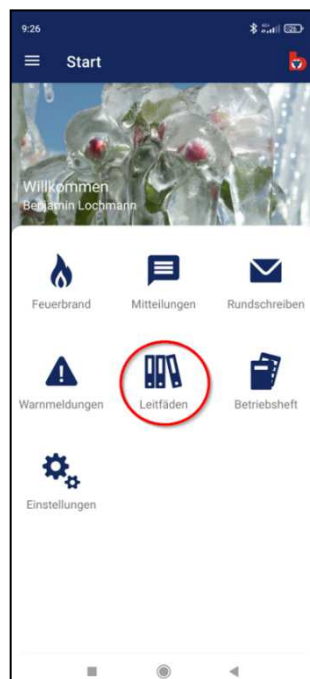 9:26
Start
Willkommen
Benjamin Lochmann
Feuerbrand
Mitteilungen
Rundschreiben
Warnmeldungen
Leitfäden
Betriebsheft
Einstellungen